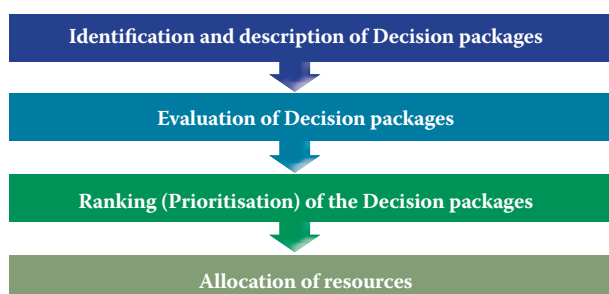 Identification and description of Decision packages
Evaluation of Decision packages
Ranking (Prioritisation) of the Decision packages
Allocation of resources